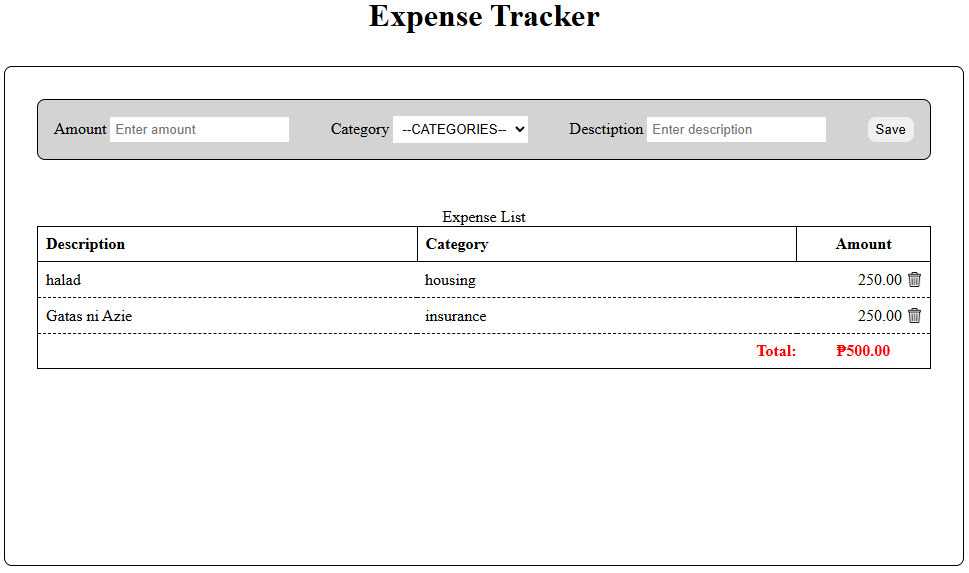 Expense Tracker
Amount Enter amount Category --CATEGORIES-- Desctiption Enter description Save
Expense List
Description Category Amount
halad housing 250.00
Gatas ni Azie insurance 250.00
Total: ₱500.00